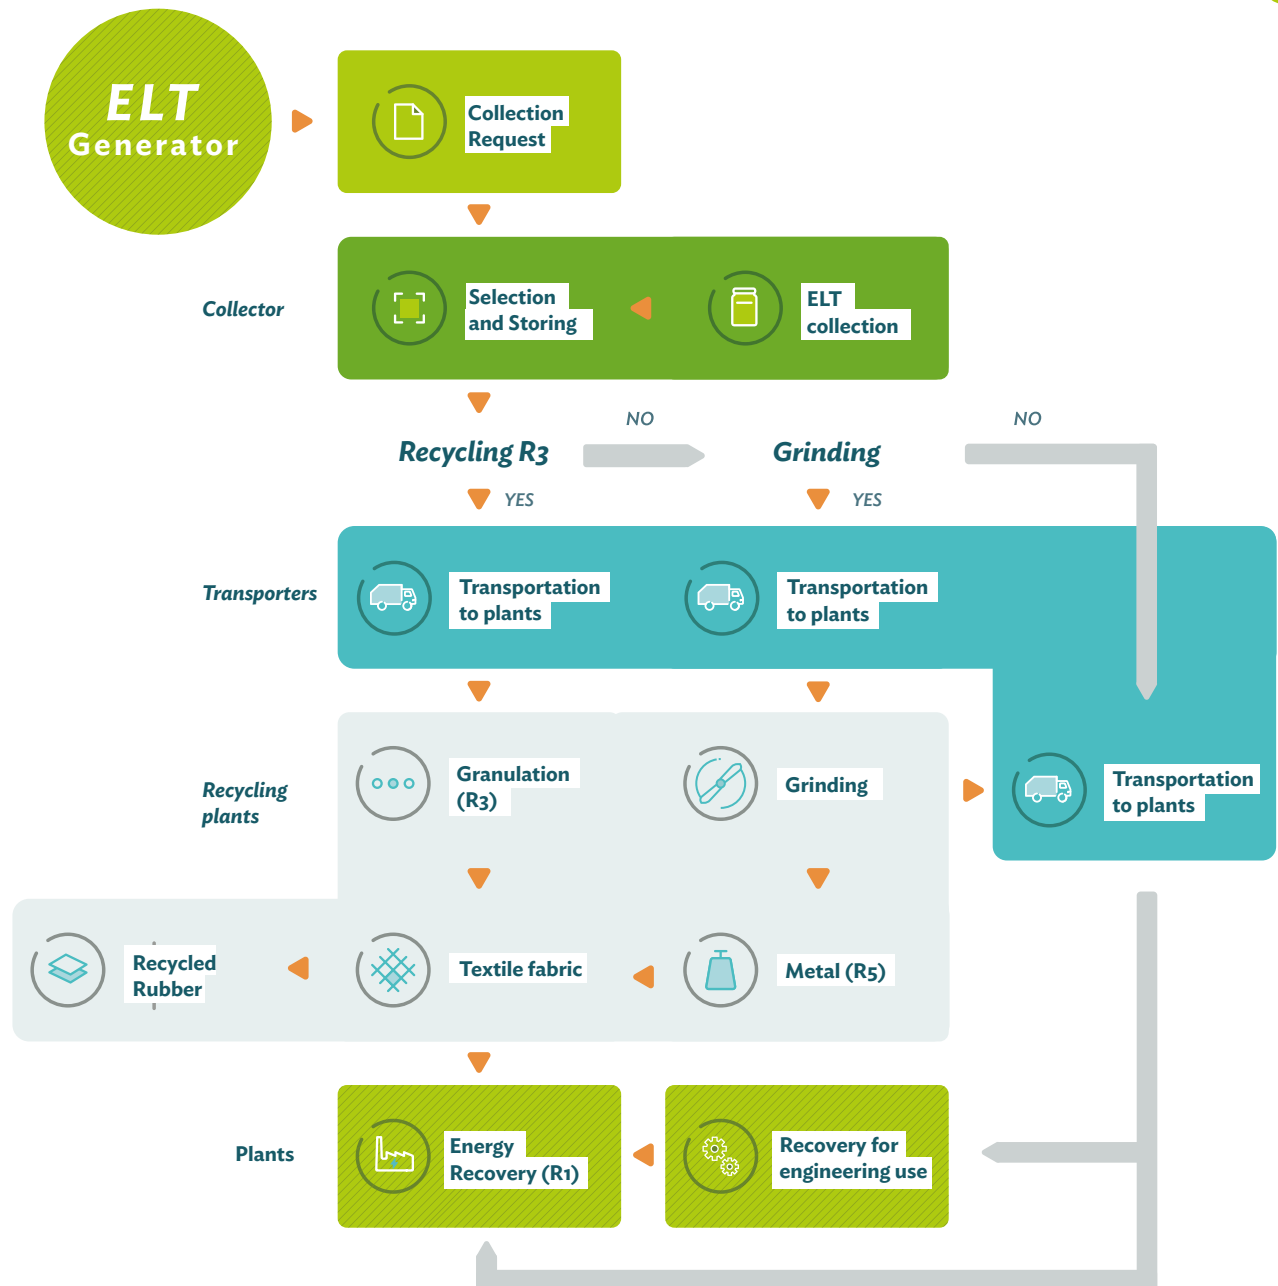 ELT
Generator
Collection
Request
Collector
Selection
and Storing
ELT
collection
NO
NO
Recycling R3
Grinding
YES
YES
Transporters
Transportation
to plants
Transportation
to plants
Recycling
plants
Granulation
(R3)
Grinding
Transportation
to plants
Recycled
Rubber
Textile fabric
Metal (R5)
Plants
Energy
Recovery (R1)
Recovery for
engineering use